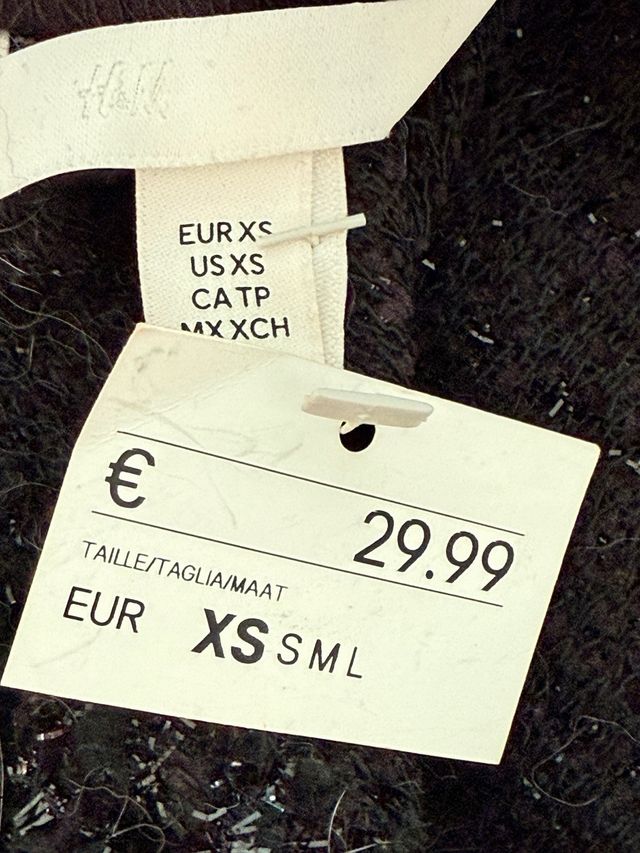 H&M
EUR XS
US XS
CA TP
MX XCH
€ 29.99
TAILLE/TAGLIA/MAAT
EUR XS S M L